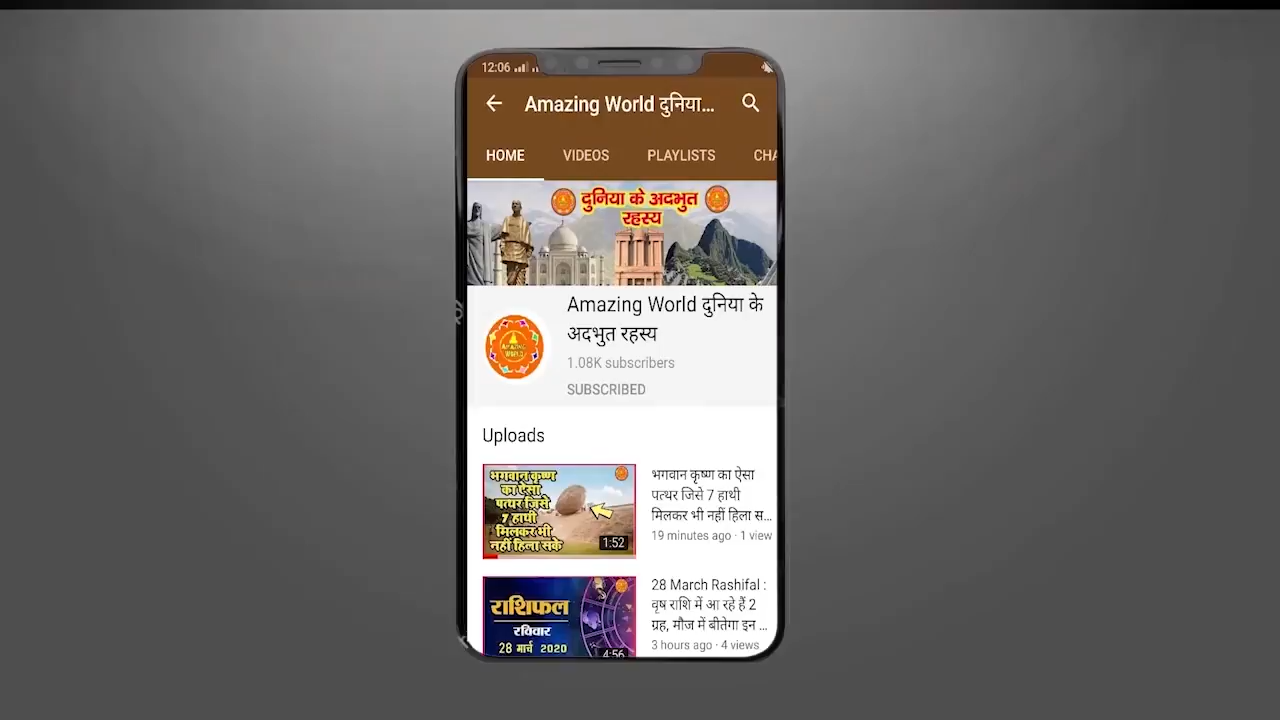 12:06
Amazing World दुनिया...
HOME VIDEOS PLAYLISTS CHA
दुनिया के अदभुत
रहस्य
Amazing World दुनिया के
अदभुत रहस्य
AMAZING
WORLD
1.08K subscribers
SUBSCRIBED
Uploads
भगवान कृष्ण
का ऐसा
पत्थर जिसे
7 हाथी
मिलकर भी
नहीं हिला सके
1:52
भगवान कृष्ण का ऐसा
पत्थर जिसे 7 हाथी
मिलकर भी नहीं हिला स...
19 minutes ago · 1 view
राशिफल
रविवार
28 मार्च 2020
4:56
28 March Rashifal :
वृष राशि में आ रहे हैं 2
ग्रह, मौज में बीतेगा इन ...
3 hours ago · 4 views